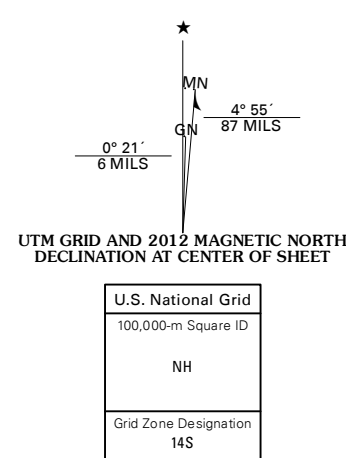 ★
MN
4° 55´
87 MILS
GN
0° 21´
6 MILS
UTM GRID AND 2012 MAGNETIC NORTH
DECLINATION AT CENTER OF SHEET
U.S. National Grid
100,000-m Square ID
NH
Grid Zone Designation
14S